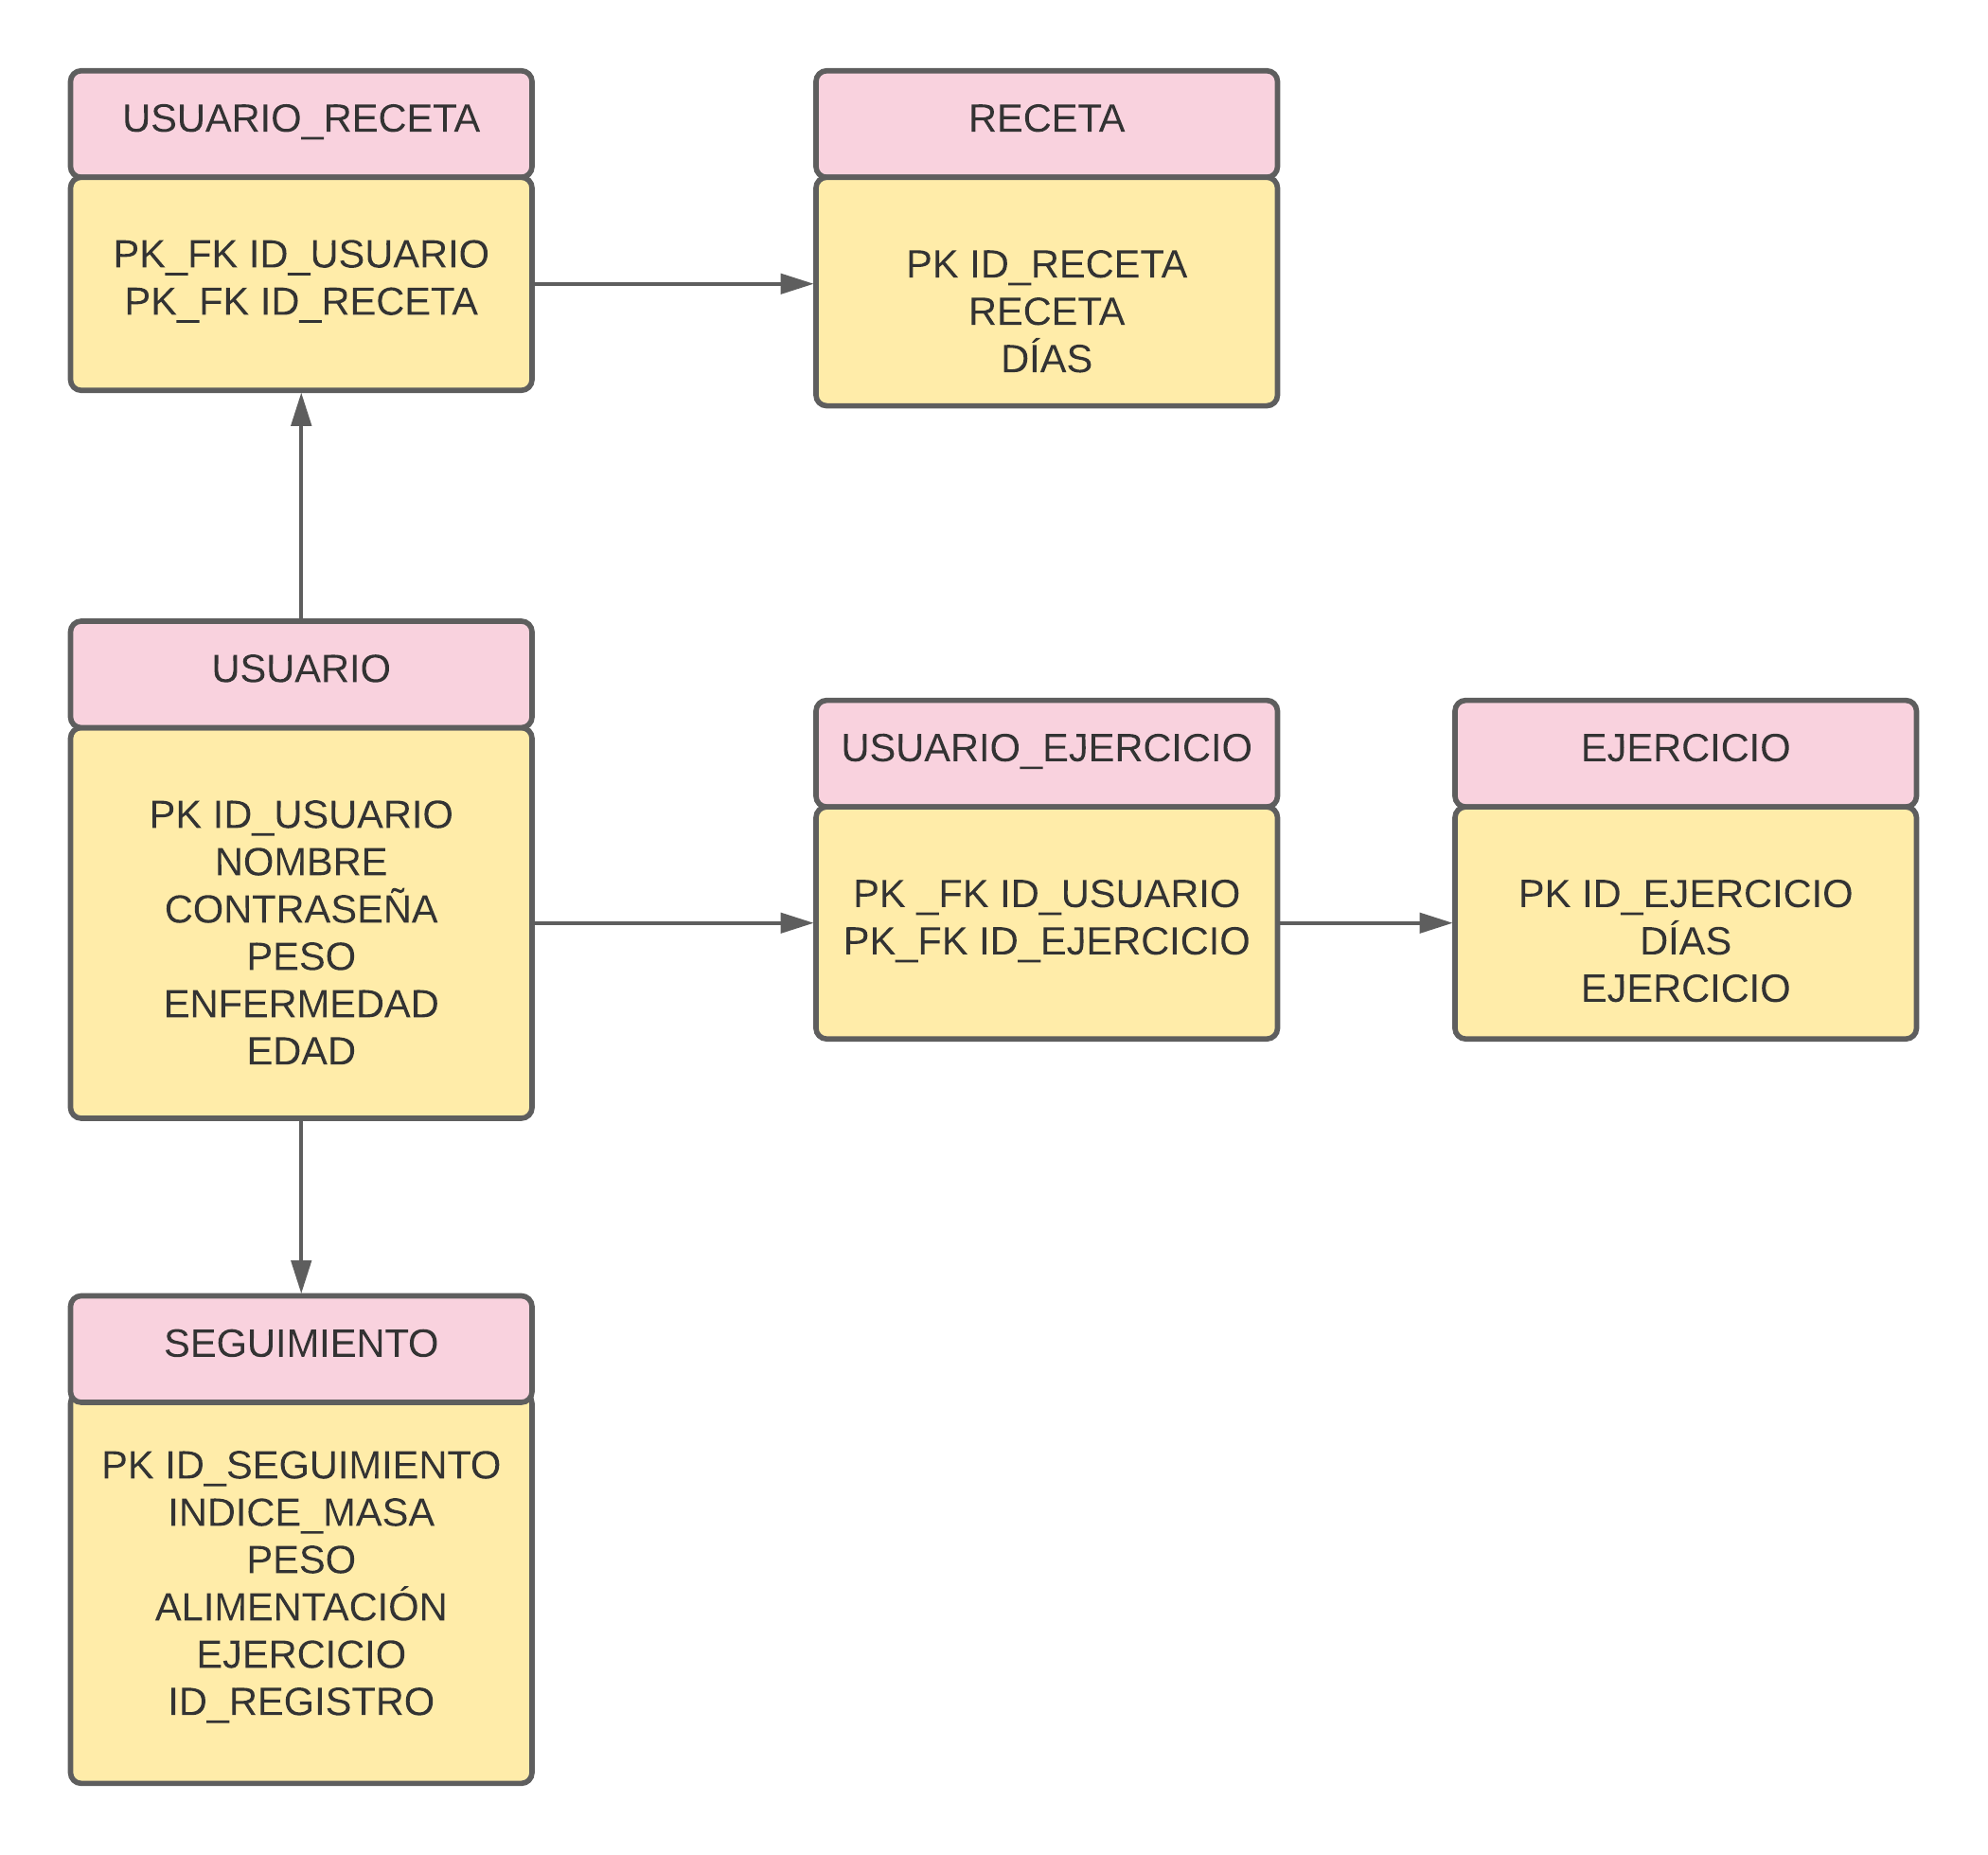 USUARIO_RECETA
PK_FK ID_USUARIO
PK_FK ID_RECETA
RECETA
PK ID_RECETA
RECETA
DÍAS
USUARIO
PK ID_USUARIO
NOMBRE
CONTRASEÑA
PESO
ENFERMEDAD
EDAD
USUARIO_EJERCICIO
PK _FK ID_USUARIO
PK_FK ID_EJERCICIO
EJERCICIO
PK ID_EJERCICIO
DÍAS
EJERCICIO
SEGUIMIENTO
PK ID_SEGUIMIENTO
INDICE_MASA
PESO
ALIMENTACIÓN
EJERCICIO
ID_REGISTRO